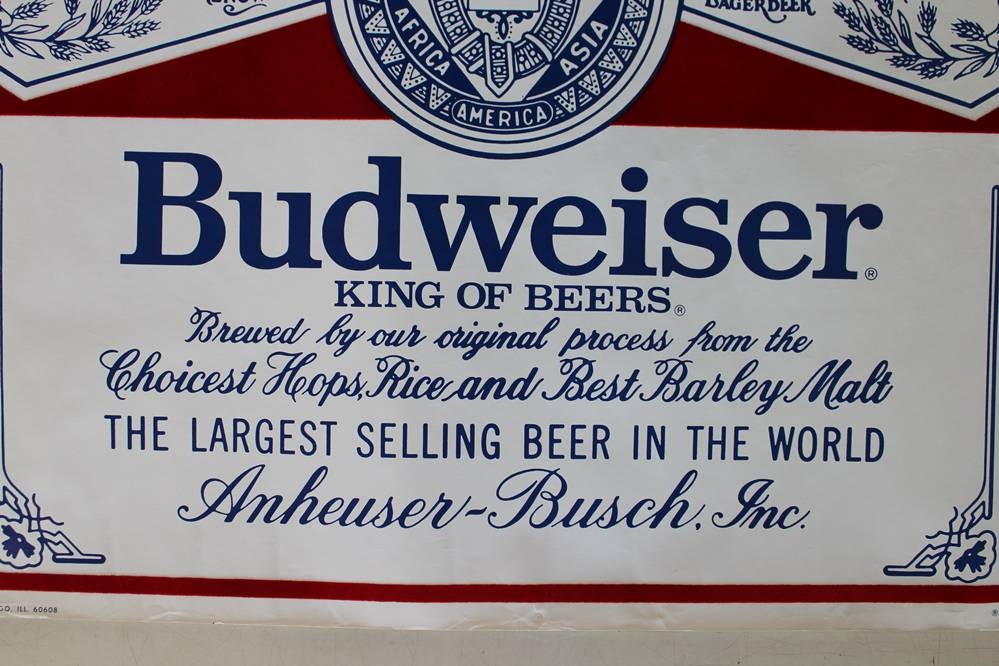 LAGERBEER
AFRICA
ASIA
AMERICA
Budweiser®
KING OF BEERS®
Brewed by our original process from the
Choicest Hops, Rice and Best Barley Malt
THE LARGEST SELLING BEER IN THE WORLD
Anheuser-Busch, Inc.
GO, ILL. 60608